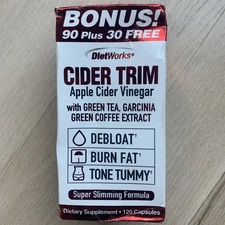 BONUS!
90 Plus 30 FREE
DietWorks®
CIDER TRIM
Apple Cider Vinegar
with GREEN TEA, GARCINIA
GREEN COFFEE EXTRACT
DEBLOAT†
BURN FAT†
TONE TUMMY†
Super Slimming Formula
Dietary Supplement • 120 Capsules